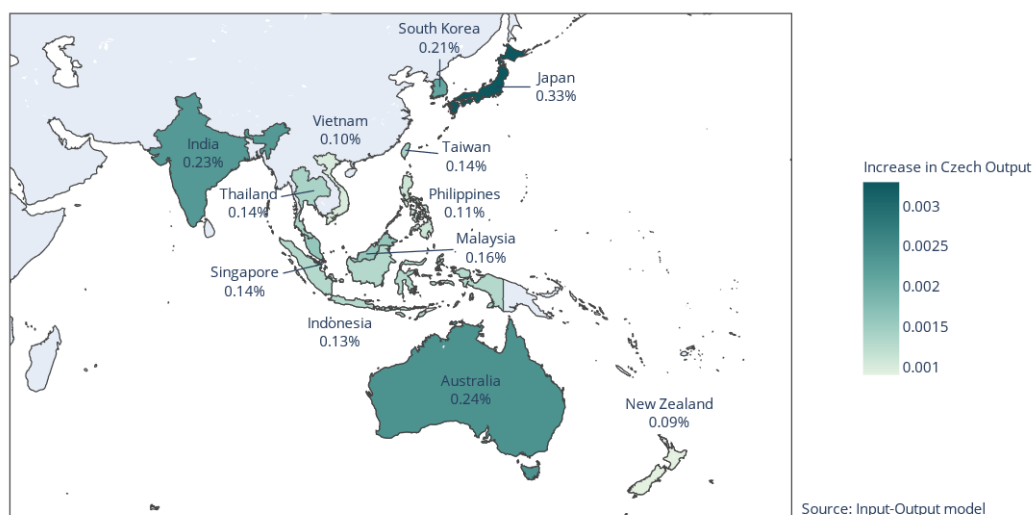 South Korea
0.21%
Japan
0.33%
Vietnam
0.10%
India
0.23%
Taiwan
0.14%
Thailand
0.14%
Philippines
0.11%
Malaysia
0.16%
Singapore
0.14%
Indonesia
0.13%
Australia
0.24%
New Zealand
0.09%
Increase in Czech Output
0.003
0.0025
0.002
0.0015
0.001
Source: Input-Output model